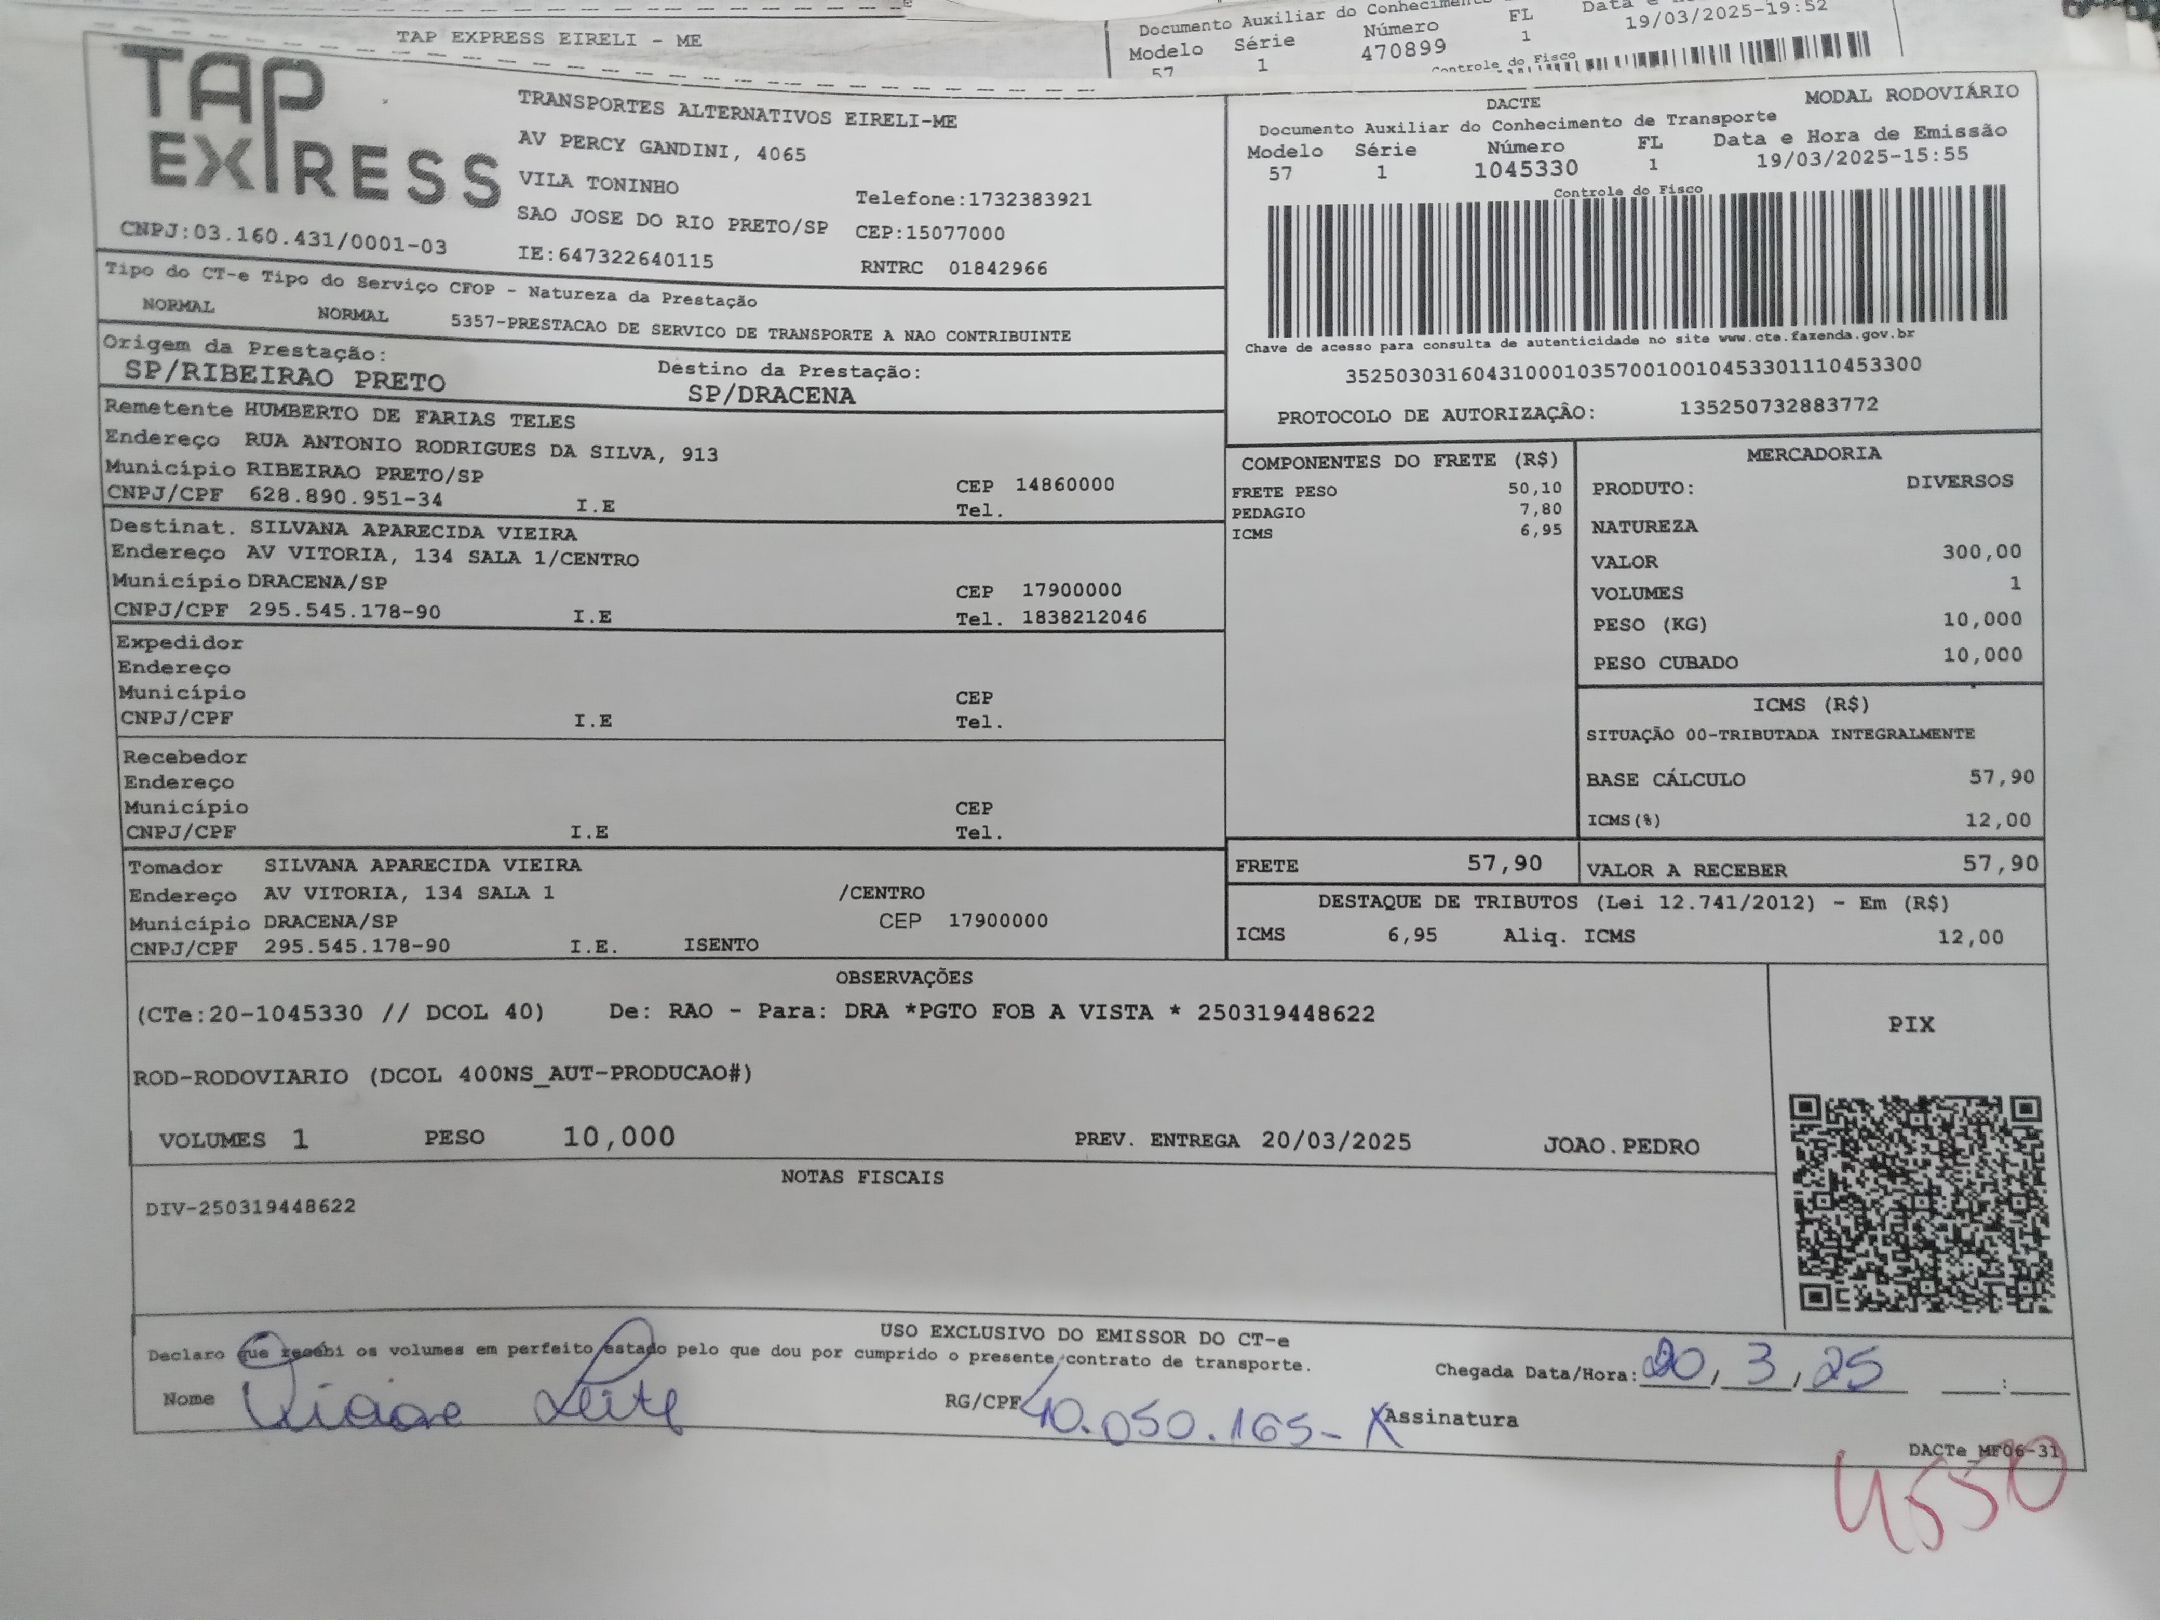 TAP EXPRESS EIRELI - ME
Documento Auxiliar do Conhecimento
Modelo Série Número FL
57 1 470899 1 19/03/2025-19:52
Controle do Fisco
TAP EXPRESS
CNPJ:03.160.431/0001-03
TRANSPORTES ALTERNATIVOS EIRELI-ME
AV PERCY GANDINI, 4065
VILA TONINHO Telefone:1732383921
SAO JOSE DO RIO PRETO/SP CEP:15077000
IE:647322640115 RNTRC 01842966
DACTE MODAL RODOVIÁRIO
Documento Auxiliar do Conhecimento de Transporte
Modelo Série Número FL Data e Hora de Emissão
57 1 1045330 1 19/03/2025-15:55
Controle do Fisco
Chave de acesso para consulta de autenticidade no site www.cte.fazenda.gov.br
35250303160431000103570010010453301110453300
PROTOCOLO DE AUTORIZAÇÃO: 135250732883772
Tipo do CT-e Tipo do Serviço CFOP - Natureza da Prestação
NORMAL NORMAL 5357-PRESTACAO DE SERVICO DE TRANSPORTE A NAO CONTRIBUINTE
Origem da Prestação: Destino da Prestação:
SP/RIBEIRAO PRETO SP/DRACENA
Remetente HUMBERTO DE FARIAS TELES
Endereço RUA ANTONIO RODRIGUES DA SILVA, 913
Município RIBEIRAO PRETO/SP CEP 14860000
CNPJ/CPF 628.890.951-34 I.E Tel.
Destinat. SILVANA APARECIDA VIEIRA
Endereço AV VITORIA, 134 SALA 1/CENTRO
Município DRACENA/SP CEP 17900000
CNPJ/CPF 295.545.178-90 I.E Tel. 1838212046
Expedidor
Endereço
Município CEP
CNPJ/CPF I.E Tel.
Recebedor
Endereço
Município CEP
CNPJ/CPF I.E Tel.
Tomador SILVANA APARECIDA VIEIRA
Endereço AV VITORIA, 134 SALA 1 /CENTRO
Município DRACENA/SP CEP 17900000
CNPJ/CPF 295.545.178-90 I.E. ISENTO
COMPONENTES DO FRETE (R$)
FRETE PESO 50,10
PEDAGIO 7,80
ICMS 6,95
MERCADORIA
PRODUTO: DIVERSOS
NATUREZA
VALOR 300,00
VOLUMES 1
PESO (KG) 10,000
PESO CUBADO 10,000
ICMS (R$)
SITUAÇÃO 00-TRIBUTADA INTEGRALMENTE
BASE CÁLCULO 57,90
ICMS(%) 12,00
FRETE 57,90 VALOR A RECEBER 57,90
DESTAQUE DE TRIBUTOS (Lei 12.741/2012) - Em (R$)
ICMS 6,95 Aliq. ICMS 12,00
OBSERVAÇÕES
(CTe:20-1045330 // DCOL 40) De: RAO - Para: DRA *PGTO FOB A VISTA * 250319448622
ROD-RODOVIARIO (DCOL 400NS_AUT-PRODUCAO#)
VOLUMES 1 PESO 10,000 PREV. ENTREGA 20/03/2025 JOAO.PEDRO
PIX
NOTAS FISCAIS
DIV-250319448622
USO EXCLUSIVO DO EMISSOR DO CT-e
Declaro que recebi os volumes em perfeito estado pelo que dou por cumprido o presente contrato de transporte.
Chegada Data/Hora: 20, 3, 25 :
Nome Leite RG/CPF 40.050.165-X Assinatura
DACTe_MF06-31
4550